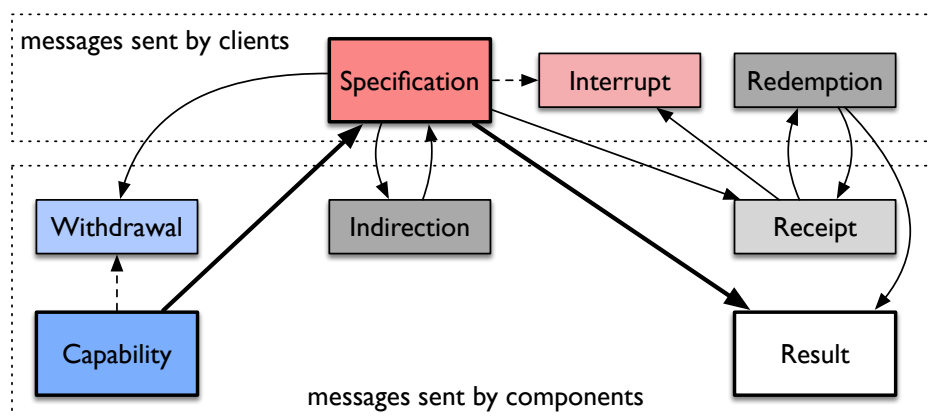 messages sent by clients
Specification
Interrupt
Redemption
Withdrawal
Indirection
Receipt
Capability
Result
messages sent by components